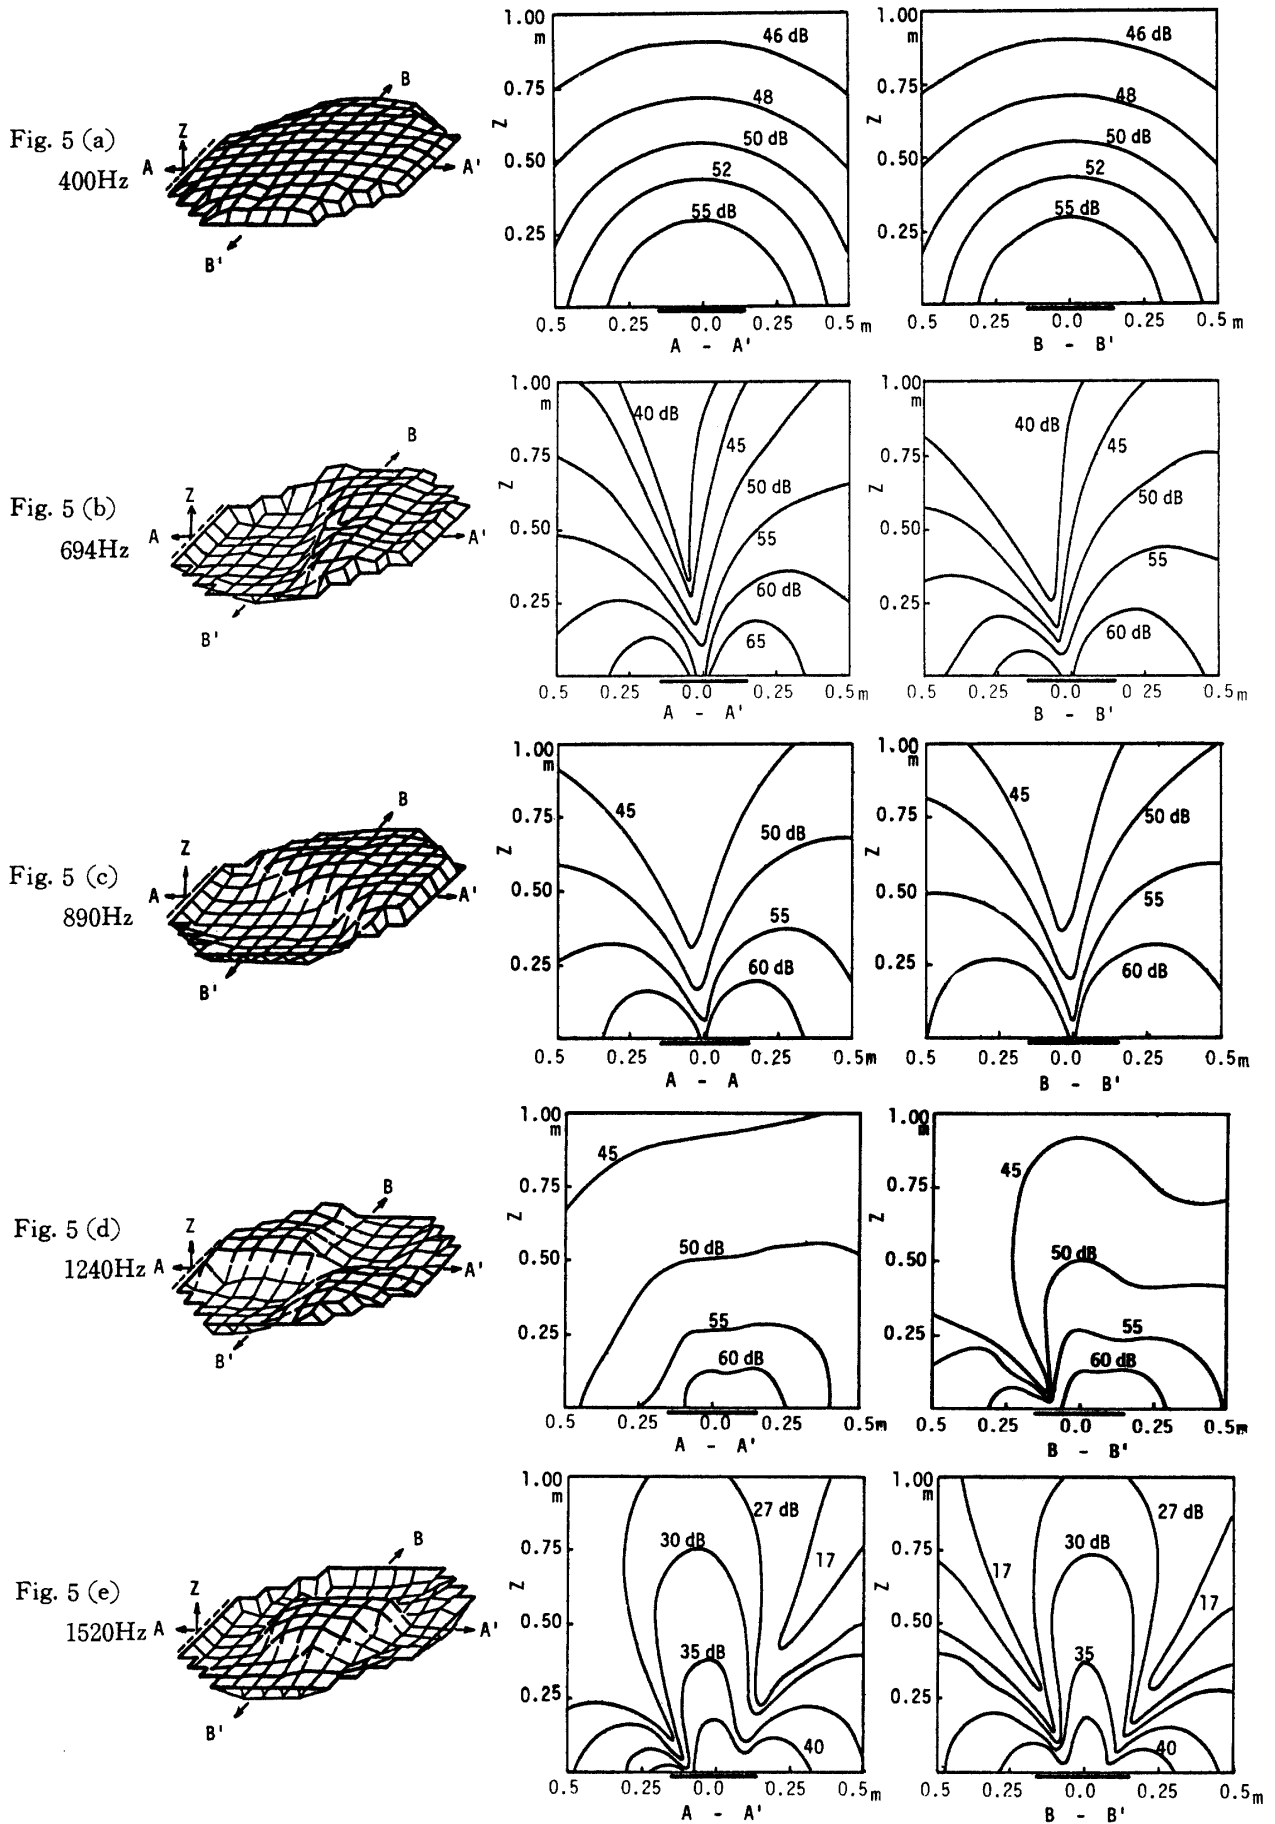 Fig. 5 (a)
400Hz
Z
A
A'
B
B'
1.00
m
0.75
Z
0.50
0.25
46 dB
48
50 dB
52
55 dB
0.5 0.25 0.0 0.25 0.5 m
A - A'
1.00
m
0.75
Z
0.50
0.25
46 dB
48
50 dB
52
55 dB
0.5 0.25 0.0 0.25 0.5 m
B - B'
Fig. 5 (b)
694Hz
Z
A
A'
B
B'
1.00
m
0.75
Z
0.50
0.25
40 dB
45
50 dB
55
60 dB
65
0.5 0.25 0.0 0.25 0.5 m
A - A'
1.00
m
0.75
Z
0.50
0.25
40 dB
45
50 dB
55
60 dB
0.5 0.25 0.0 0.25 0.5 m
B - B'
Fig. 5 (c)
890Hz
Z
A
A'
B
B'
1.00
m
0.75
Z
0.50
0.25
45
50 dB
55
60 dB
0.5 0.25 0.0 0.25 0.5m
A - A
1.00
m
0.75
Z
0.50
0.25
45
50 dB
55
60 dB
0.5 0.25 0.0 0.25 0.5m
B - B'
Fig. 5 (d)
1240Hz
Z
A
A'
B
B'
1.00
m
0.75
Z
0.50
0.25
45
50 dB
55
60 dB
0.5 0.25 0.0 0.25 0.5m
A - A'
1.00
m
0.75
Z
0.50
0.25
45
50 dB
55
60 dB
0.5 0.25 0.0 0.25 0.5m
B - B'
Fig. 5 (e)
1520Hz
Z
A
A'
B
B'
1.00
m
0.75
Z
0.50
0.25
27 dB
30 dB
17
35 dB
40
0.5 0.25 0.0 0.25 0.5m
A - A'
1.00
m
0.75
Z
0.50
0.25
27 dB
30 dB
17
17
35
40
0.5 0.25 0.0 0.25 0.5m
B - B'